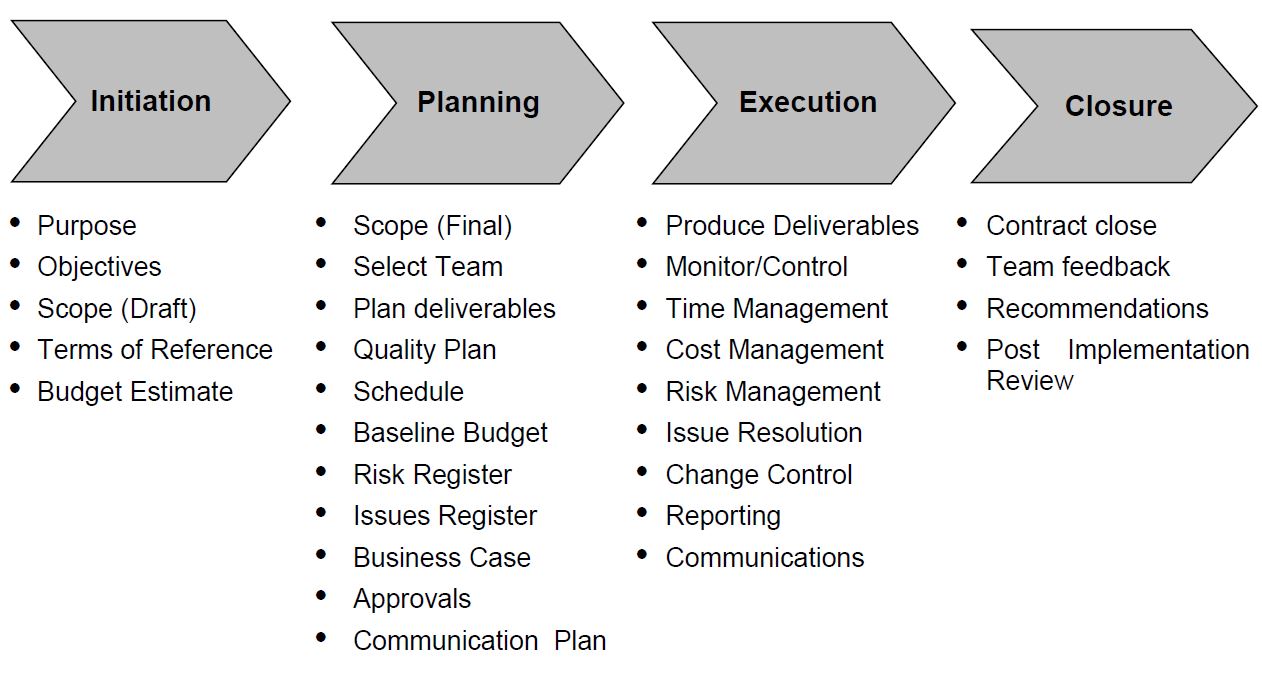 Initiation
Planning
Execution
Closure
Purpose
Objectives
Scope (Draft)
Terms of Reference
Budget Estimate
Scope (Final)
Select Team
Plan deliverables
Quality Plan
Schedule
Baseline Budget
Risk Register
Issues Register
Business Case
Approvals
Communication Plan
Produce Deliverables
Monitor/Control
Time Management
Cost Management
Risk Management
Issue Resolution
Change Control
Reporting
Communications
Contract close
Team feedback
Recommendations
Post Implementation
Review